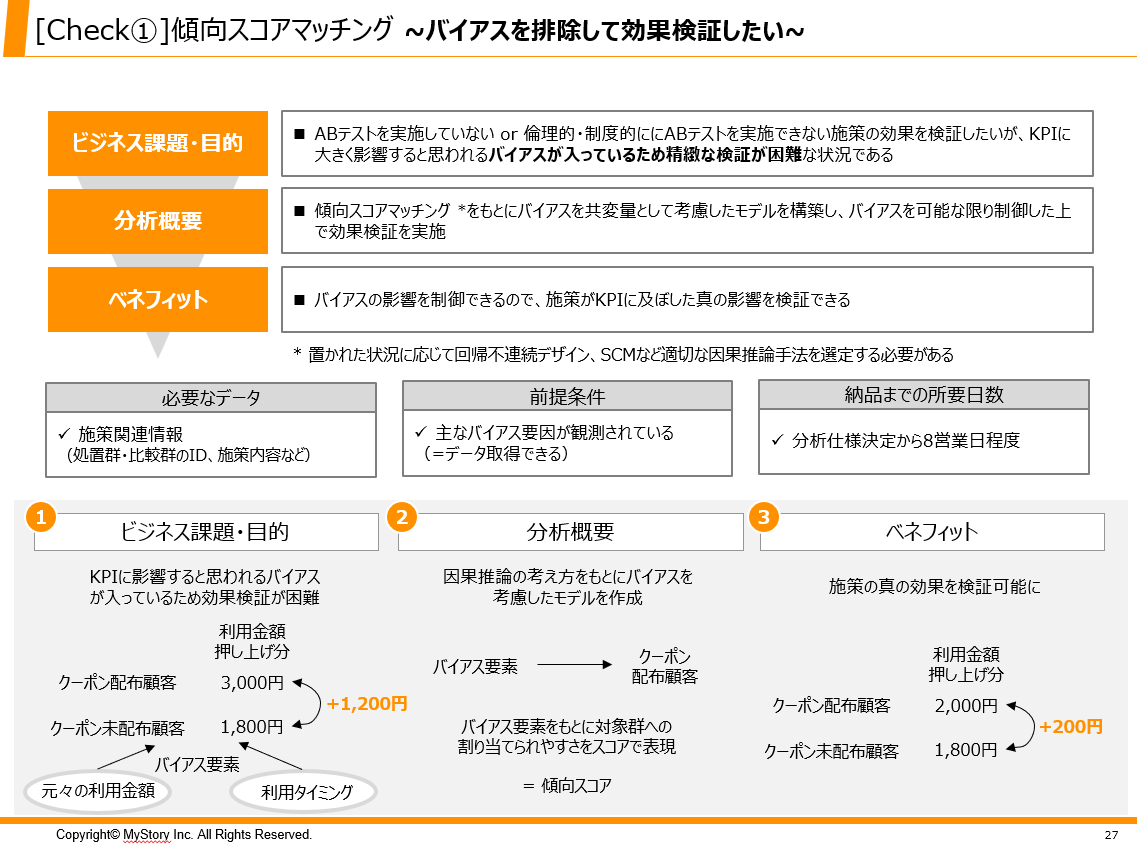 [Check①]傾向スコアマッチング ~バイアスを排除して効果検証したい~
ビジネス課題・目的
■ ABテストを実施していない or 倫理的・制度的ににABテストを実施できない施策の効果を検証したいが、KPIに
大きく影響すると思われるバイアスが入っているため精緻な検証が困難な状況である
分析概要
■ 傾向スコアマッチング *をもとにバイアスを共変量として考慮したモデルを構築し、バイアスを可能な限り制御した上
で効果検証を実施
ベネフィット
■ バイアスの影響を制御できるので、施策がKPIに及ぼした真の影響を検証できる
* 置かれた状況に応じて回帰不連続デザイン、SCMなど適切な因果推論手法を選定する必要がある
必要なデータ
✓ 施策関連情報
（処置群・比較群のID、施策内容など）
前提条件
✓ 主なバイアス要因が観測されている
（＝データ取得できる）
納品までの所要日数
✓ 分析仕様決定から8営業日程度
1
ビジネス課題・目的
KPIに影響すると思われるバイアス
が入っているため効果検証が困難
利用金額
押し上げ分
クーポン配布顧客 3,000円
+1,200円
クーポン未配布顧客 1,800円
バイアス要素
元々の利用金額
利用タイミング
2
分析概要
因果推論の考え方をもとにバイアスを
考慮したモデルを作成
バイアス要素
クーポン
配布顧客
バイアス要素をもとに対象群への
割り当てられやすさをスコアで表現
= 傾向スコア
3
ベネフィット
施策の真の効果を検証可能に
利用金額
押し上げ分
クーポン配布顧客 2,000円
+200円
クーポン未配布顧客 1,800円
Copyright© MyStory Inc. All Rights Reserved.
27